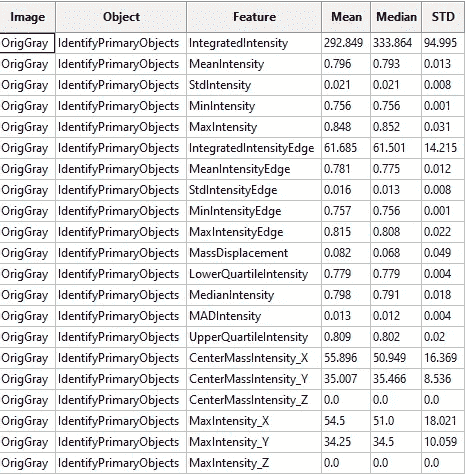 Image Object Feature Mean Median STD
OrigGray IdentifyPrimaryObjects IntegratedIntensity 292.849 333.864 94.995
OrigGray IdentifyPrimaryObjects MeanIntensity 0.796 0.793 0.013
OrigGray IdentifyPrimaryObjects StdIntensity 0.021 0.021 0.008
OrigGray IdentifyPrimaryObjects MinIntensity 0.756 0.756 0.001
OrigGray IdentifyPrimaryObjects MaxIntensity 0.848 0.852 0.031
OrigGray IdentifyPrimaryObjects IntegratedIntensityEdge 61.685 61.501 14.215
OrigGray IdentifyPrimaryObjects MeanIntensityEdge 0.781 0.775 0.012
OrigGray IdentifyPrimaryObjects StdIntensityEdge 0.016 0.013 0.008
OrigGray IdentifyPrimaryObjects MinIntensityEdge 0.757 0.756 0.001
OrigGray IdentifyPrimaryObjects MaxIntensityEdge 0.815 0.808 0.022
OrigGray IdentifyPrimaryObjects MassDisplacement 0.082 0.068 0.049
OrigGray IdentifyPrimaryObjects LowerQuartileIntensity 0.779 0.779 0.004
OrigGray IdentifyPrimaryObjects MedianIntensity 0.798 0.791 0.018
OrigGray IdentifyPrimaryObjects MADIntensity 0.013 0.012 0.004
OrigGray IdentifyPrimaryObjects UpperQuartileIntensity 0.809 0.802 0.02
OrigGray IdentifyPrimaryObjects CenterMassIntensity_X 55.896 50.949 16.369
OrigGray IdentifyPrimaryObjects CenterMassIntensity_Y 35.007 35.466 8.536
OrigGray IdentifyPrimaryObjects CenterMassIntensity_Z 0.0 0.0 0.0
OrigGray IdentifyPrimaryObjects MaxIntensity_X 54.5 51.0 18.021
OrigGray IdentifyPrimaryObjects MaxIntensity_Y 34.25 34.5 10.059
OrigGray IdentifyPrimaryObjects MaxIntensity_Z 0.0 0.0 0.0